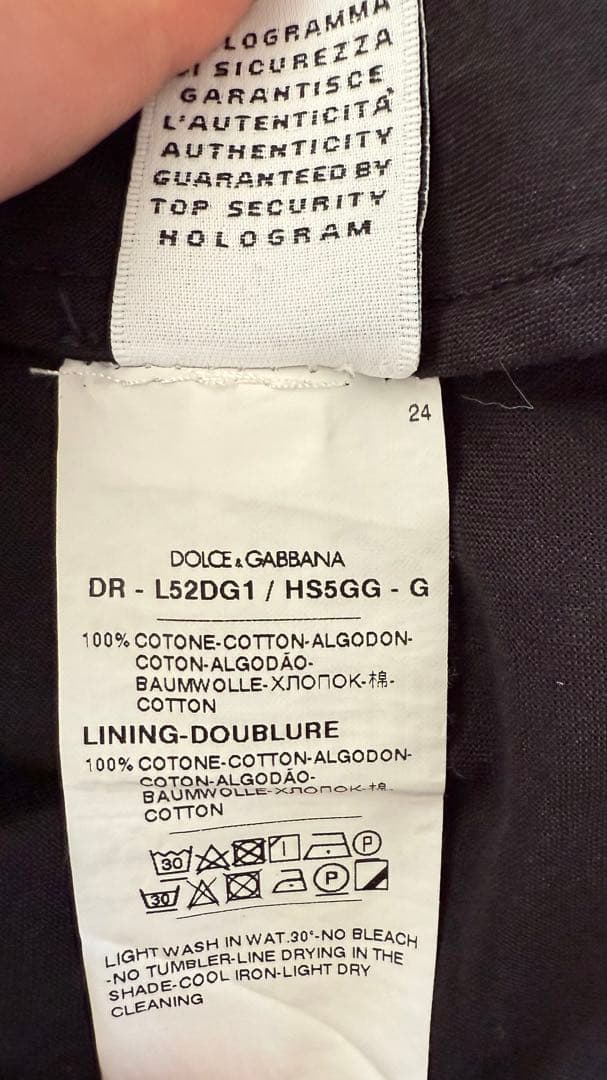 LOGRAMMA
DI SICUREZZA
GARANTISCE
L'AUTENTICITÀ
AUTHENTICITY
GUARANTEED BY
TOP SECURITY
HOLOGRAM
24
DOLCE & GABBANA
DR - L52DG1 / HS5GG - G
100% COTONE-COTTON-ALGODON-
COTON-ALGODÃO-
BAUMWOLLE-ХЛОПОК-棉-
COTTON
LINING-DOUBLURE
100% COTONE-COTTON-ALGODON-
COTON-ALGODÃO-
BAUMWOLLE-ХЛОПОК-棉-
COTTON
30 P
30 P
LIGHT WASH IN WAT.30°-NO BLEACH
-NO TUMBLER-LINE DRYING IN THE
SHADE-COOL IRON-LIGHT DRY
CLEANING